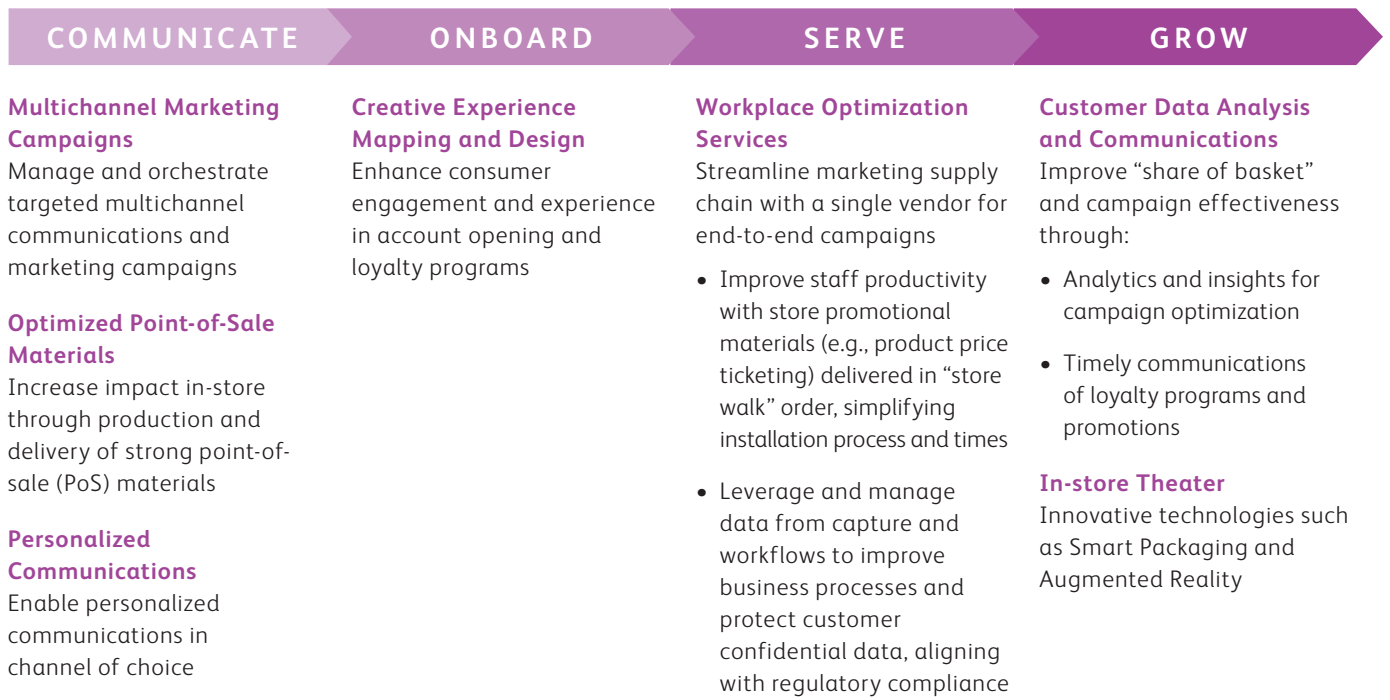 COMMUNICATE
ONBOARD
SERVE
GROW
Multichannel Marketing
Campaigns
Manage and orchestrate
targeted multichannel
communications and
marketing campaigns
Optimized Point-of-Sale
Materials
Increase impact in-store
through production and
delivery of strong point-of-
sale (PoS) materials
Personalized
Communications
Enable personalized
communications in
channel of choice
Creative Experience
Mapping and Design
Enhance consumer
engagement and experience
in account opening and
loyalty programs
Workplace Optimization
Services
Streamline marketing supply
chain with a single vendor for
end-to-end campaigns
• Improve staff productivity
with store promotional
materials (e.g., product price
ticketing) delivered in “store
walk” order, simplifying
installation process and times
• Leverage and manage
data from capture and
workflows to improve
business processes and
protect customer
confidential data, aligning
with regulatory compliance
Customer Data Analysis
and Communications
Improve “share of basket”
and campaign effectiveness
through:
• Analytics and insights for
campaign optimization
• Timely communications
of loyalty programs and
promotions
In-store Theater
Innovative technologies such
as Smart Packaging and
Augmented Reality